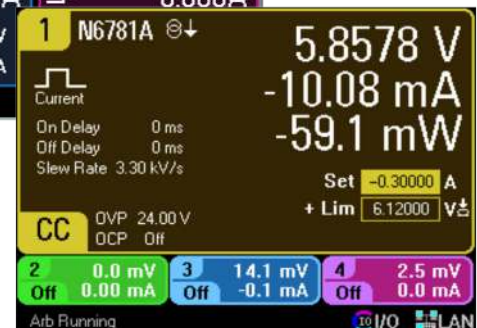 1 N6781A
5.8578 V
-10.08 mA
-59.1 mW
Current
On Delay 0 ms
Off Delay 0 ms
Slew Rate 3.30 kV/s
Set -0.30000 A
+ Lim 6.12000 V
CC OVP 24.00 V
OCP Off
2 0.0 mV 3 14.1 mV 4 2.5 mV
Off 0.00 mA Off -0.1 mA Off 0.0 mA
Arb Running IO I/O LAN